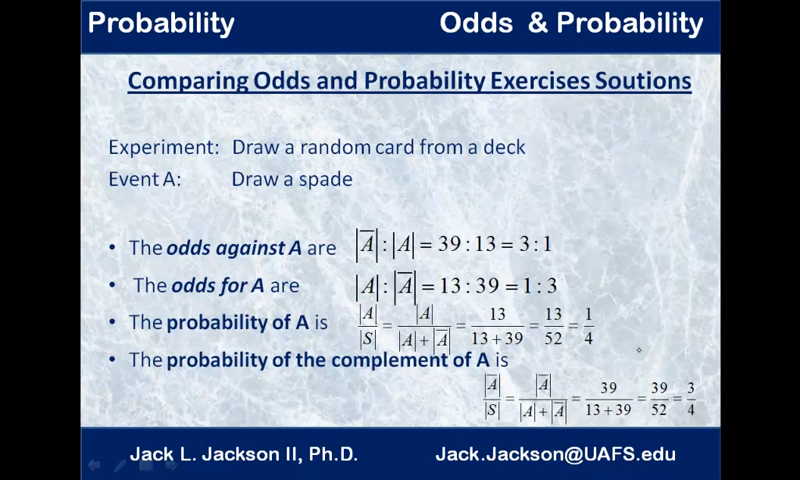 Probability Odds & Probability
Comparing Odds and Probability Exercises Soutions
Experiment: Draw a random card from a deck
Event A: Draw a spade
• The odds against A are |A̅| : |A| = 39 : 13 = 3 : 1
• The odds for A are |A| : |A̅| = 13 : 39 = 1 : 3
• The probability of A is |A|/|S| = |A|/(|A| + |A̅|) = 13/(13 + 39) = 13/52 = 1/4
• The probability of the complement of A is
|A̅|/|S| = |A̅|/(|A| + |A̅|) = 39/(13 + 39) = 39/52 = 3/4
Jack L. Jackson II, Ph.D. Jack.Jackson@UAFS.edu